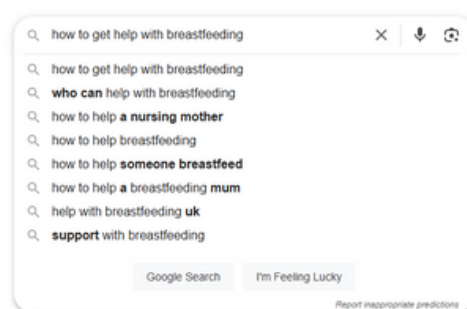 how to get help with breastfeeding
how to get help with breastfeeding
who can help with breastfeeding
how to help a nursing mother
how to help breastfeeding
how to help someone breastfeed
how to help a breastfeeding mum
help with breastfeeding uk
support with breastfeeding
Google Search I'm Feeling Lucky
Report inappropriate predictions